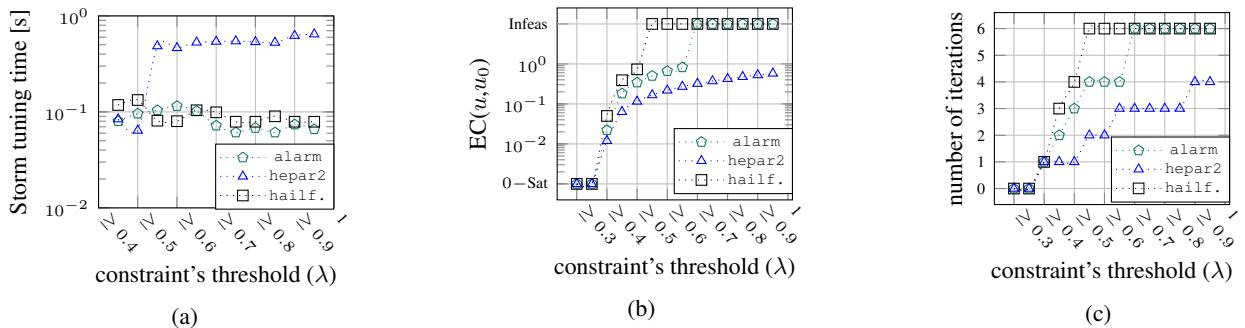 Storm tuning time [s]
10^0
10^−1
10^−2
alarm
hepar2
hailf.
≥ 0.4
≥ 0.5
≥ 0.6
≥ 0.7
≥ 0.8
≥ 0.9
1
constraint's threshold (λ)
(a)
EC(u,u_0)
Infeas
10^0
10^−1
10^−2
0−Sat
alarm
hepar2
hailf.
≥ 0.3
≥ 0.4
≥ 0.5
≥ 0.6
≥ 0.7
≥ 0.8
≥ 0.9
1
constraint's threshold (λ)
(b)
number of iterations
6
5
4
3
2
1
0
alarm
hepar2
hailf.
≥ 0.3
≥ 0.4
≥ 0.5
≥ 0.6
≥ 0.7
≥ 0.8
≥ 0.9
1
constraint's threshold (λ)
(c)